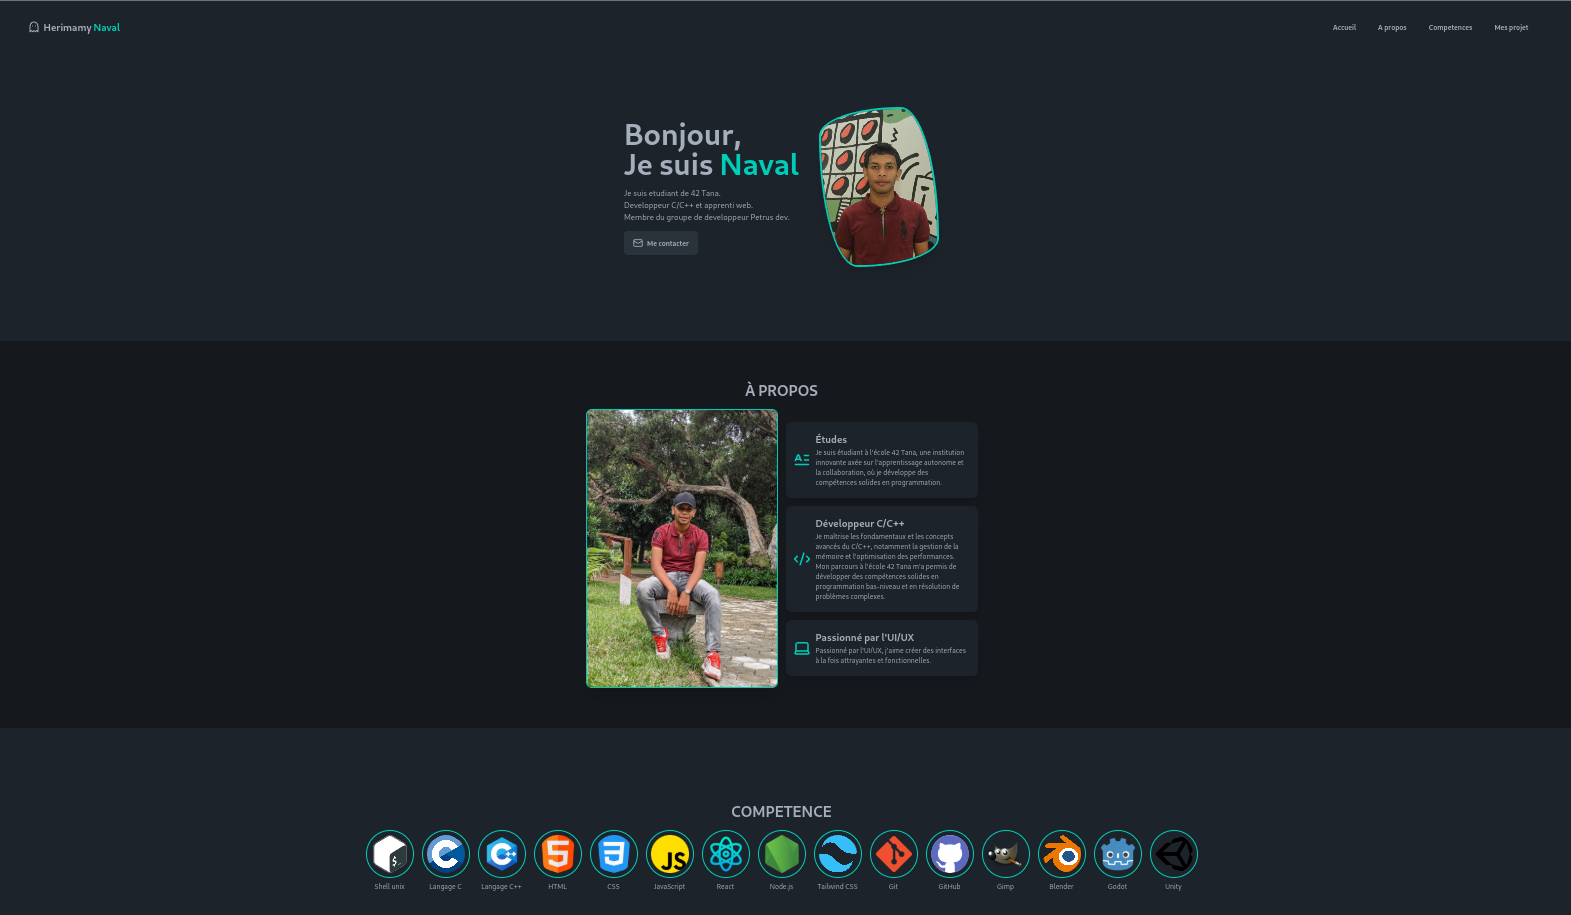 Herimamy Naval
Accueil
A propos
Competences
Mes projet
Bonjour,
Je suis Naval
Je suis etudiant de 42 Tana.
Developpeur C/C++ et apprenti web.
Membre du groupe de developpeur Petrus dev.
Me contacter
À PROPOS
Études
Je suis étudiant à l'école 42 Tana, une institution
innovante axée sur l'apprentissage autonome et
la collaboration, où je développe des
compétences solides en programmation.
Développeur C/C++
Je maîtrise les fondamentaux et les concepts
avancés du C/C++, notamment la gestion de la
mémoire et l'optimisation des performances.
Mon parcours à l'école 42 Tana m'a permis de
développer des compétences solides en
programmation bas-niveau et en résolution de
problèmes complexes.
Passionné par l'UI/UX
Passionné par l'UI/UX, j'aime créer des interfaces
à la fois attrayantes et fonctionnelles.
COMPETENCE
Shell unix
Langage C
Langage C++
HTML
CSS
JavaScript
React
Node.js
Tailwind CSS
Git
GitHub
Gimp
Blender
Godot
Unity